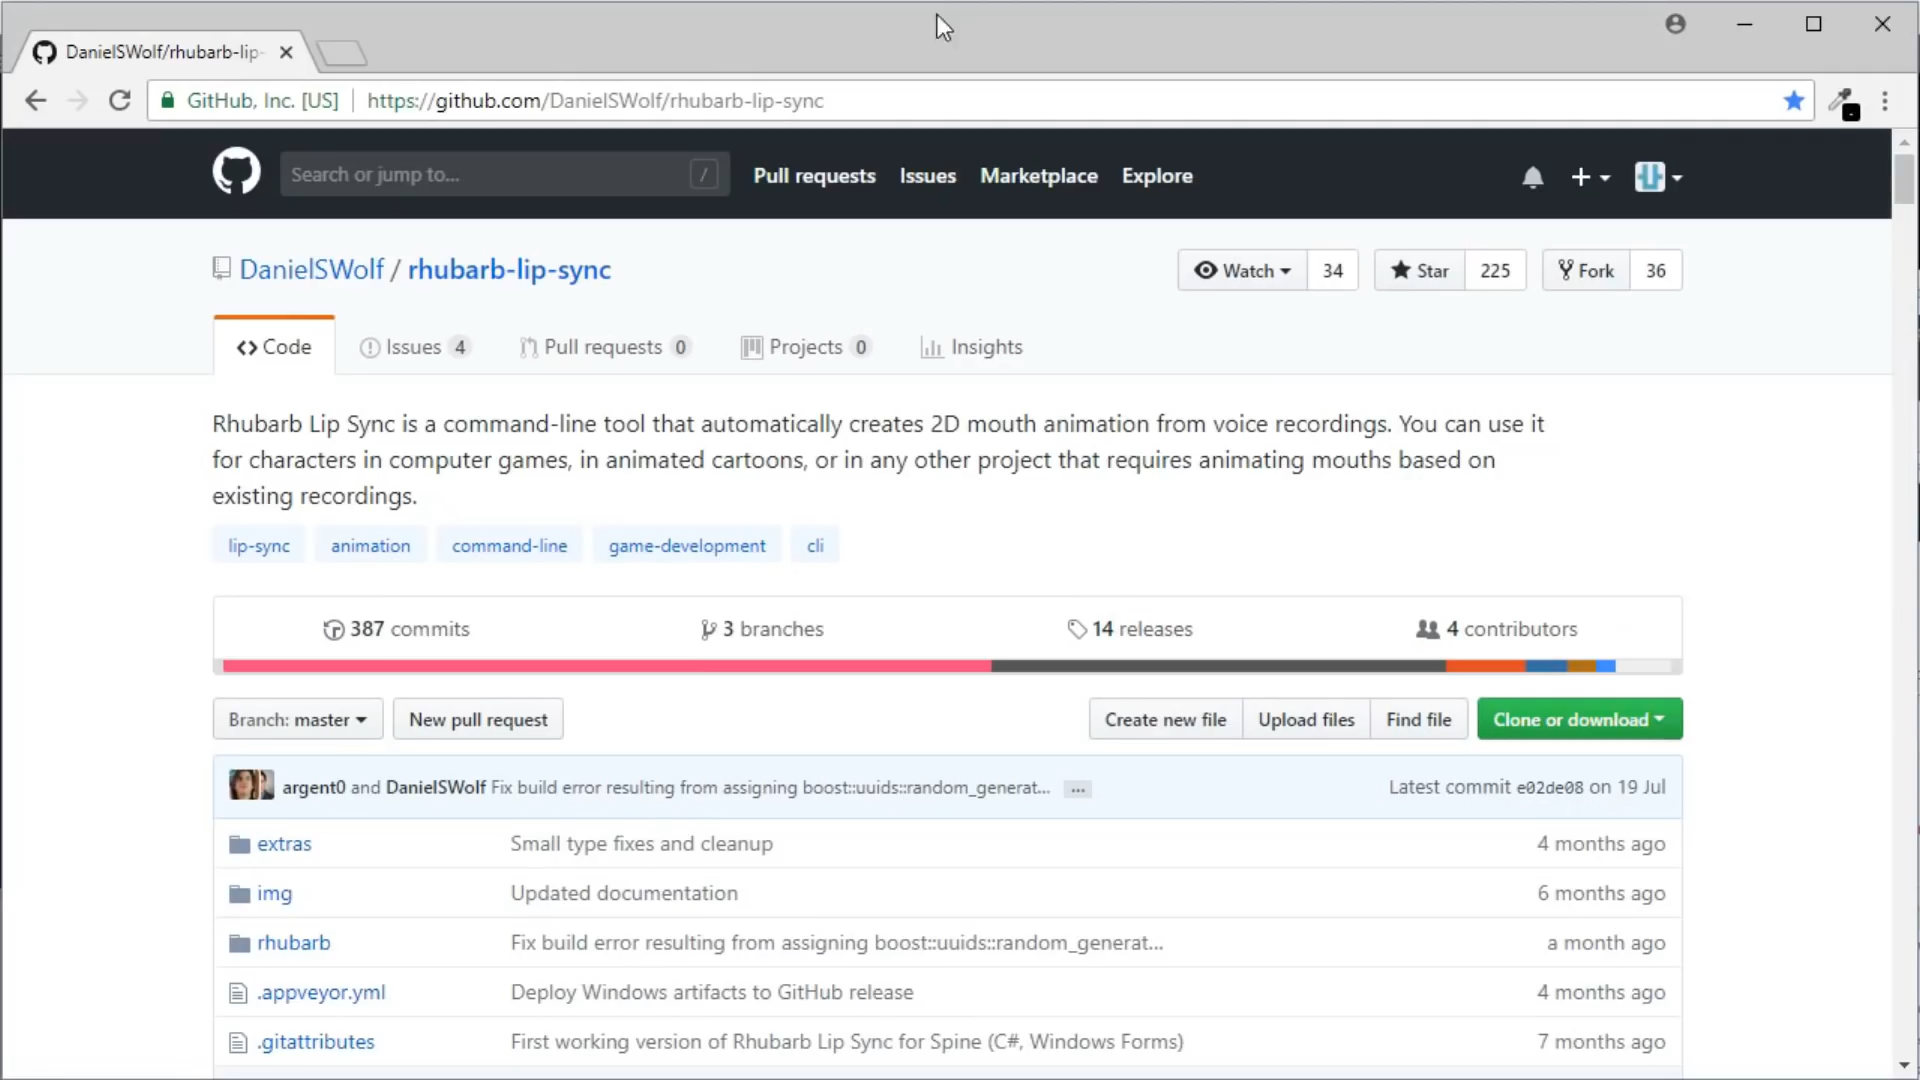 DanielSWolf/rhubarb-lip-
GitHub, Inc. [US] https://github.com/DanielSWolf/rhubarb-lip-sync
Search or jump to... / Pull requests Issues Marketplace Explore
DanielSWolf / rhubarb-lip-sync Watch 34 Star 225 Fork 36
Code Issues 4 Pull requests 0 Projects 0 Insights
Rhubarb Lip Sync is a command-line tool that automatically creates 2D mouth animation from voice recordings. You can use it
for characters in computer games, in animated cartoons, or in any other project that requires animating mouths based on
existing recordings.
lip-sync animation command-line game-development cli
387 commits 3 branches 14 releases 4 contributors
Branch: master New pull request Create new file Upload files Find file Clone or download
argent0 and DanielSWolf Fix build error resulting from assigning boost::uuids::random_generat... ... Latest commit e02de08 on 19 Jul
extras Small type fixes and cleanup 4 months ago
img Updated documentation 6 months ago
rhubarb Fix build error resulting from assigning boost::uuids::random_generat... a month ago
.appveyor.yml Deploy Windows artifacts to GitHub release 4 months ago
.gitattributes First working version of Rhubarb Lip Sync for Spine (C#, Windows Forms) 7 months ago